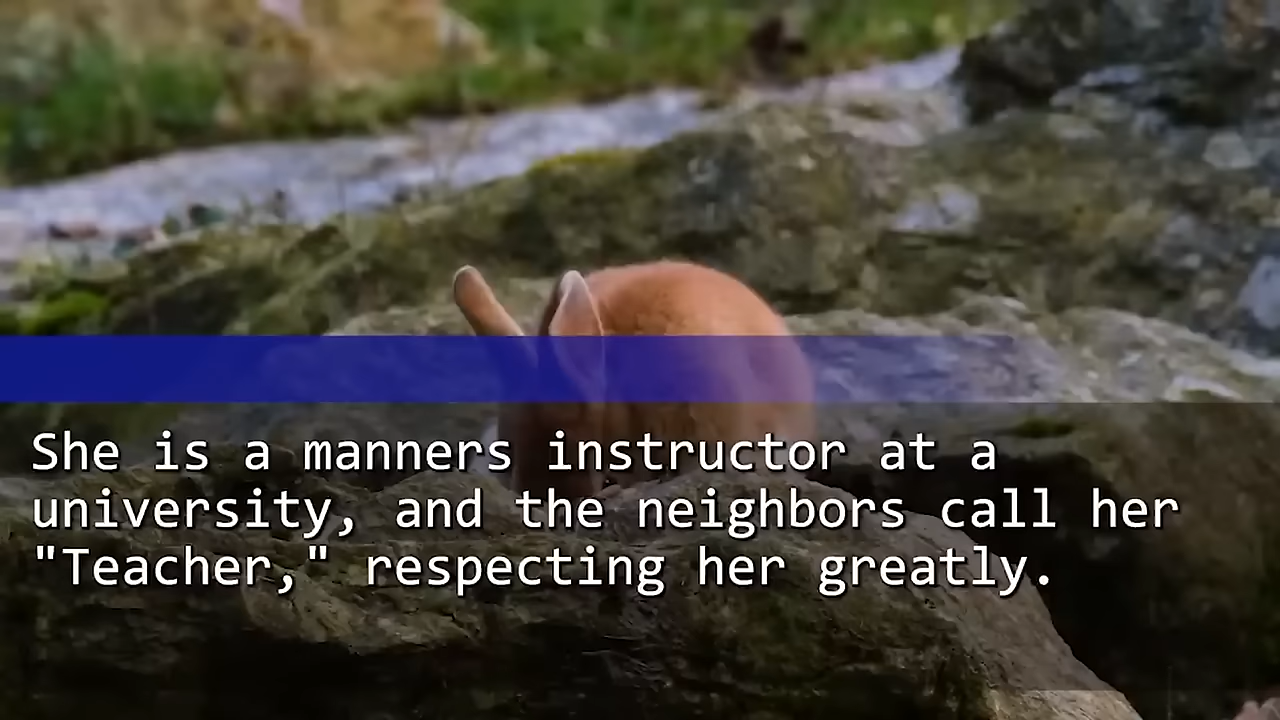 She is a manners instructor at a
university, and the neighbors call her
"Teacher," respecting her greatly.